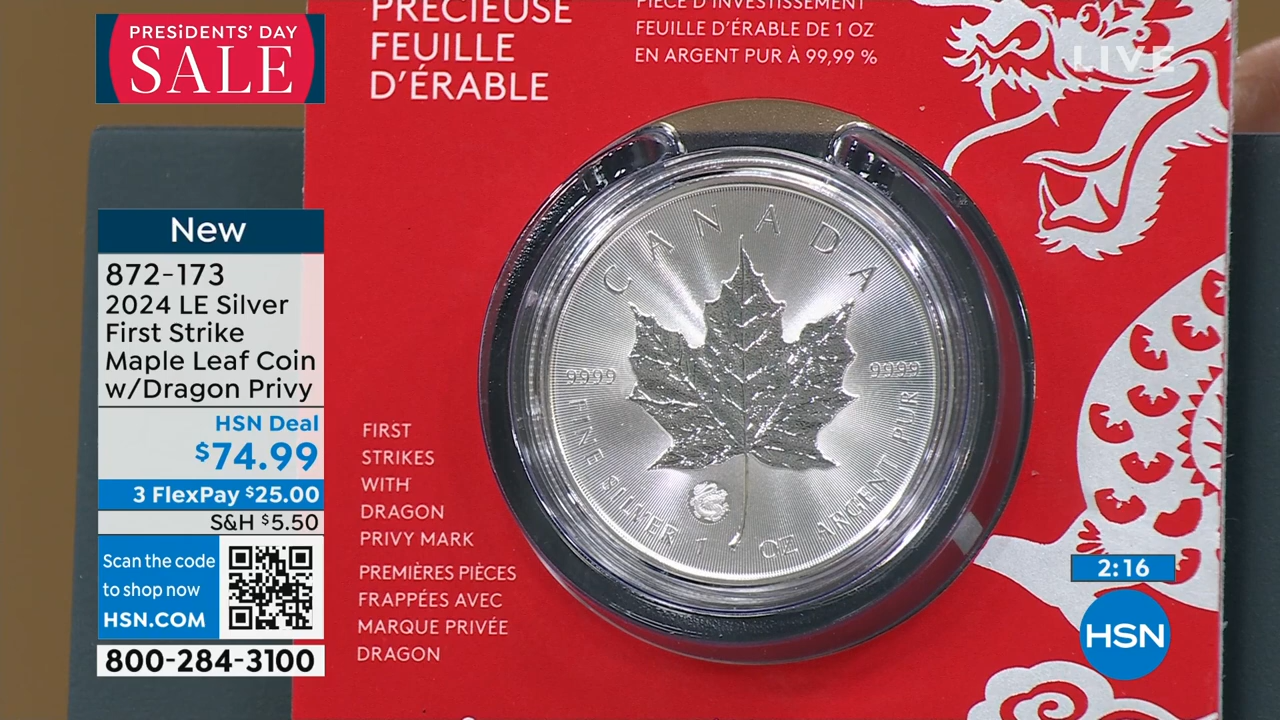 PRESiDENTS' DAY
SALE
New
872-173
2024 LE Silver
First Strike
Maple Leaf Coin
w/Dragon Privy
HSN Deal
$74.99
3 FlexPay $25.00
S&H $5.50
Scan the code
to shop now
HSN.COM
800-284-3100
PRÉCIEUSE
FEUILLE
D'ÉRABLE
PIÈCE D'INVESTISSEMENT
FEUILLE D'ÉRABLE DE 1 OZ
EN ARGENT PUR À 99,99 %
LIVE
CANADA
9999
9999
FINE SILVER 1 OZ ARGENT PUR
FIRST
STRIKES
WITH
DRAGON
PRIVY MARK
PREMIÈRES PIÈCES
FRAPPÉES AVEC
MARQUE PRIVÉE
DRAGON
2:16
HSN